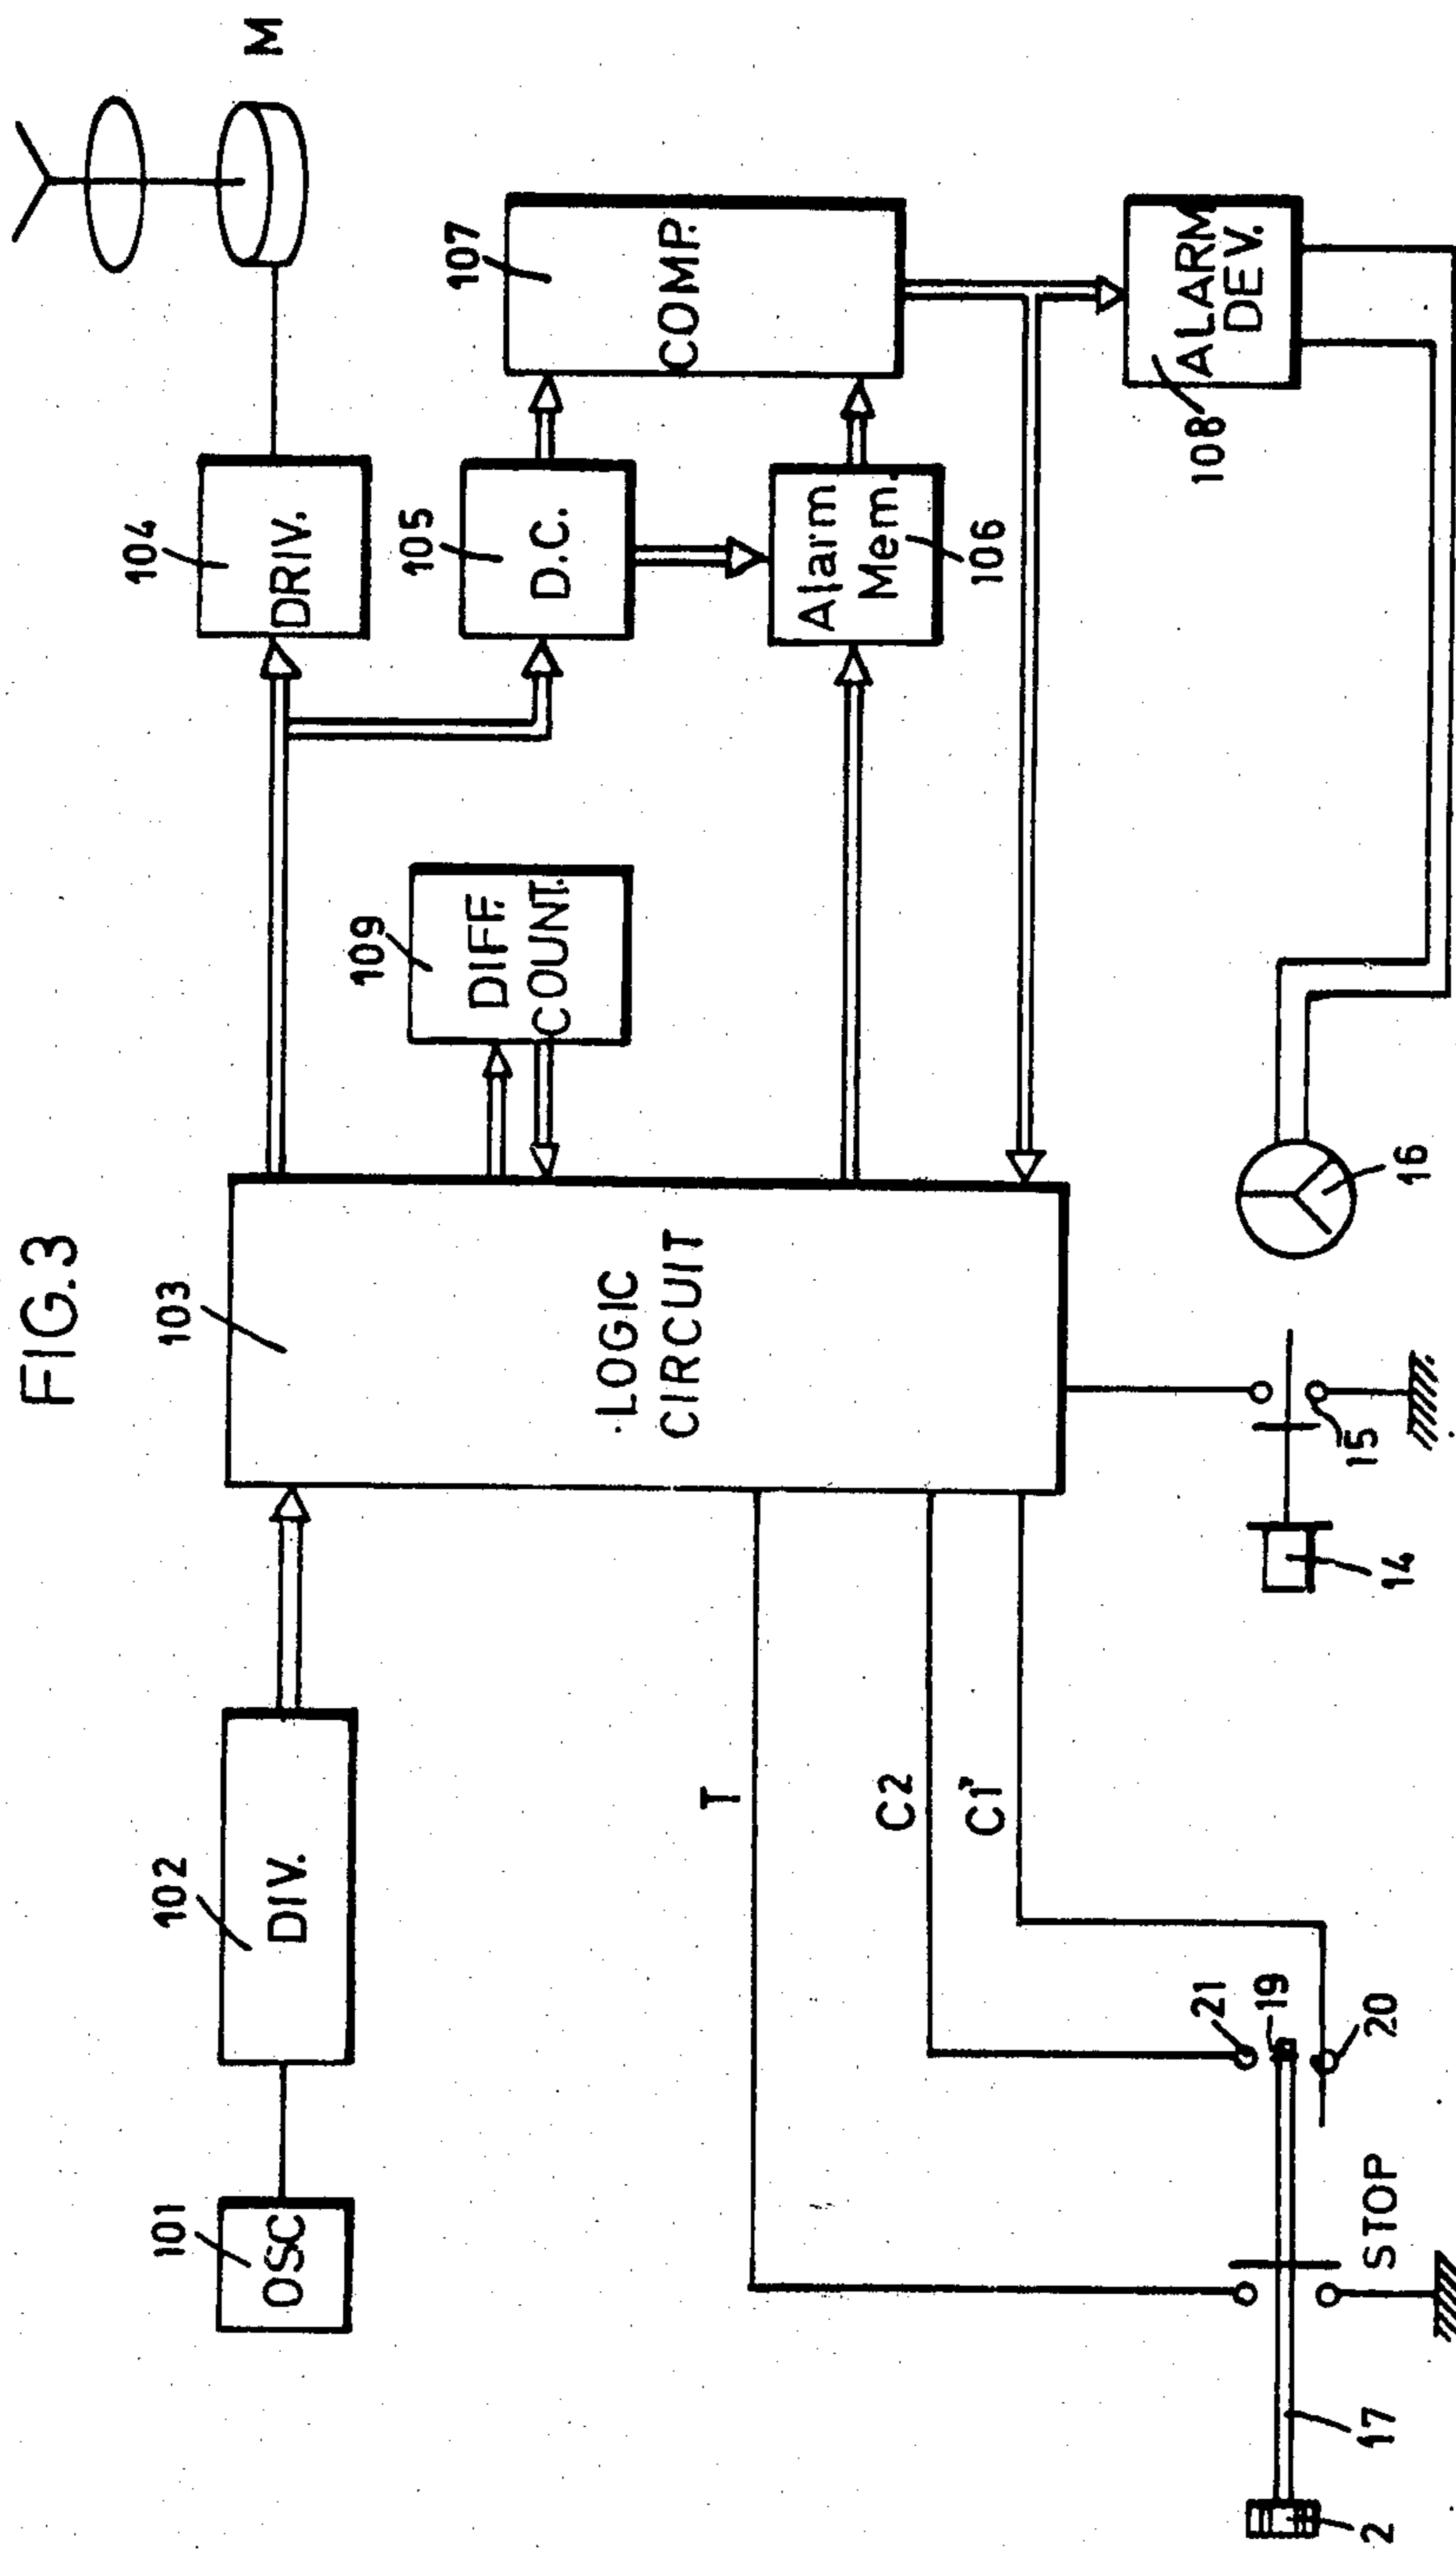 FIG.3
M
101
OSC
102
DIV.
103
LOGIC
CIRCUIT
104
DRIV.
105
D.C.
106
Alarm
Mem.
107
COMP.
108
ALARM
DEV.
109
DIFF.
COUNT.
T
C2
C1'
21
19
20
STOP
2
17
14
15
16